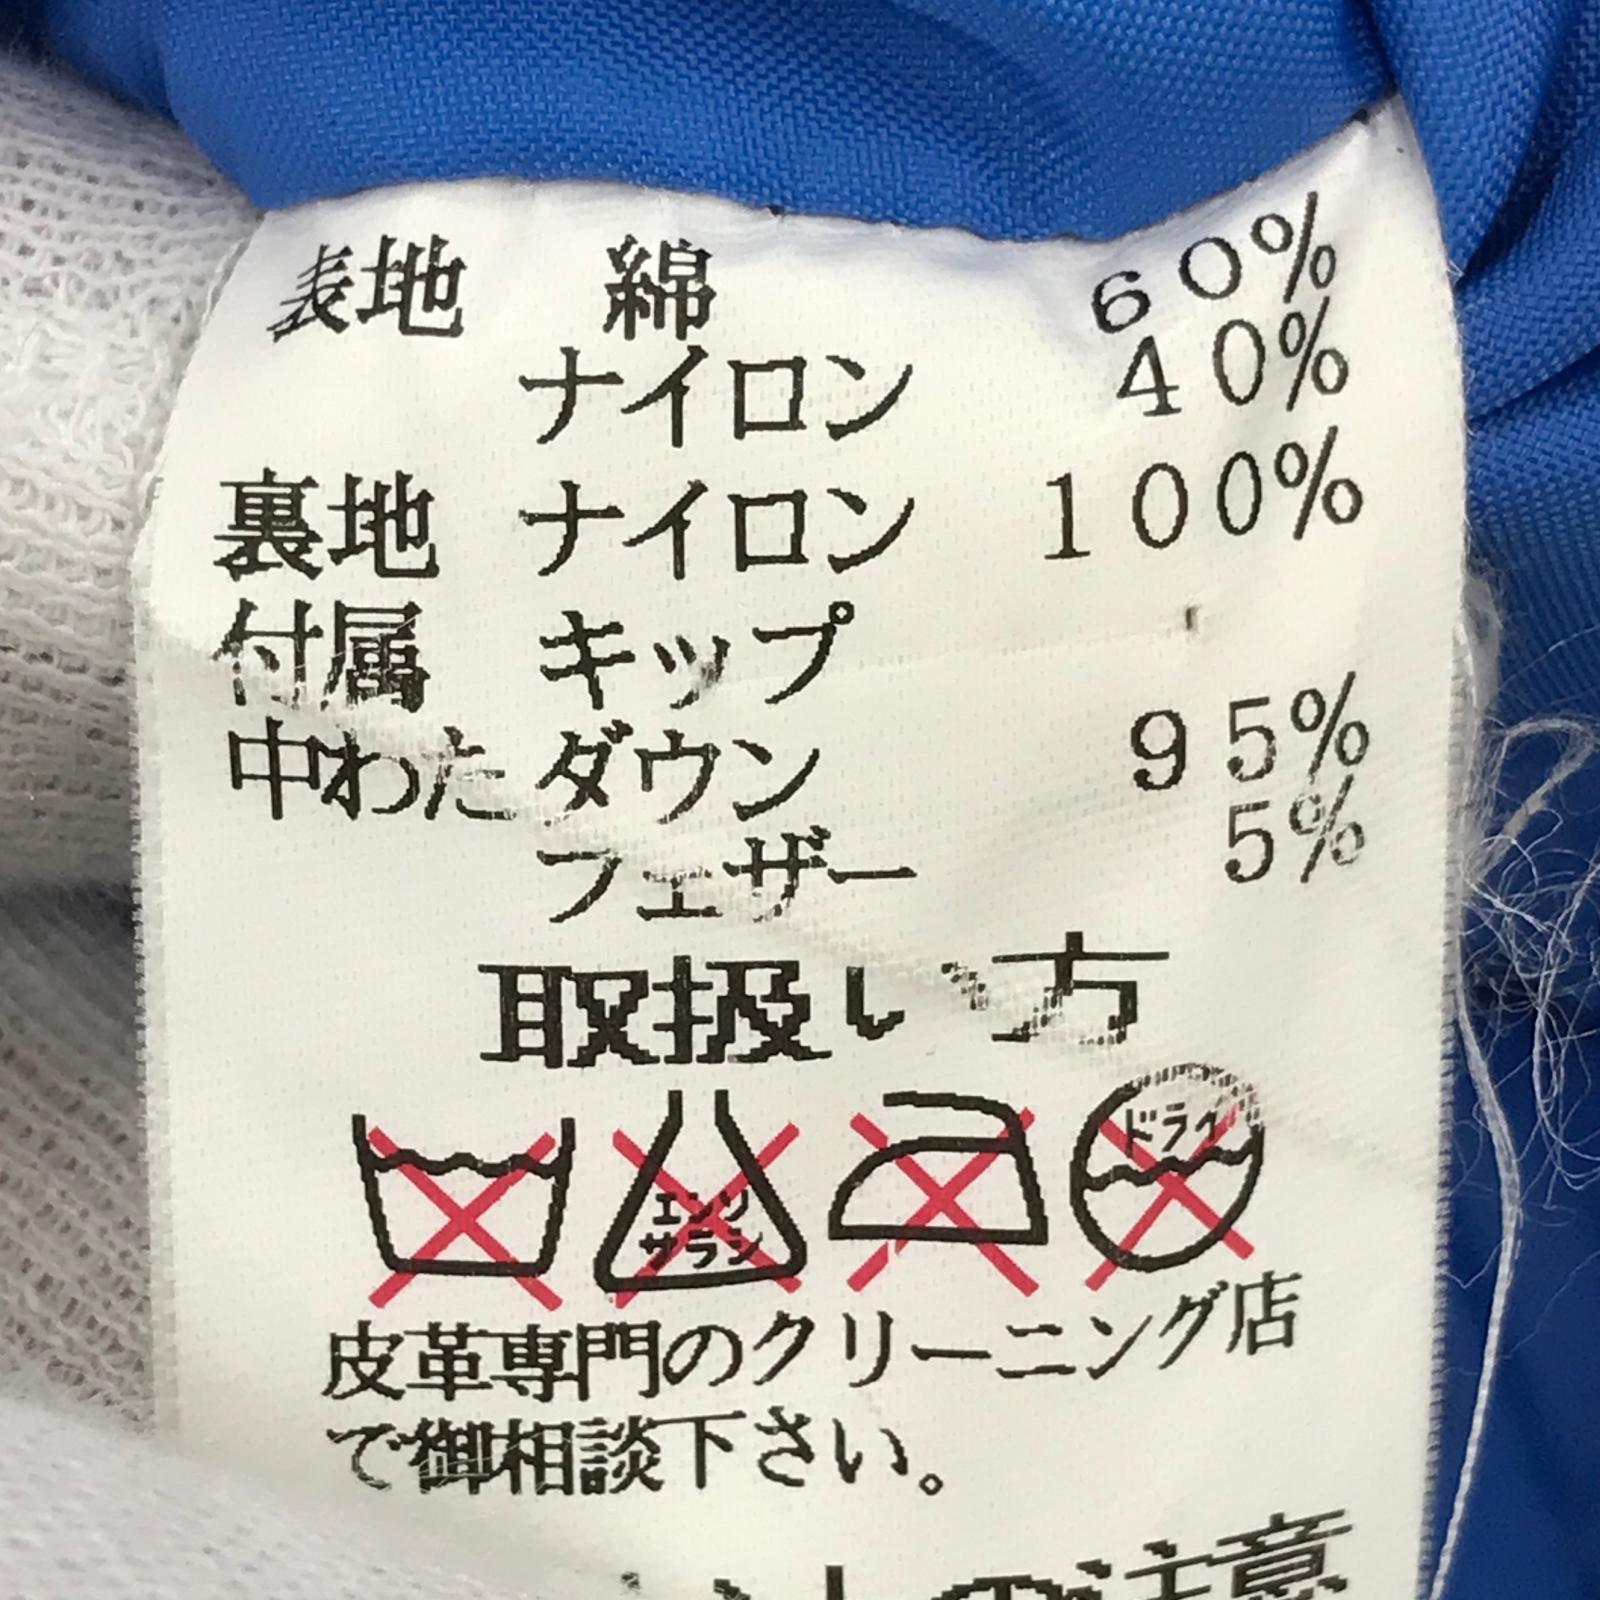 表地 綿 60%
ナイロン 40%
裏地 ナイロン 100%
付属 キップ
中わた ダウン 95%
フェザー 5%
取扱い方
エンソ
サラシ
ドライ
皮革専門のクリーニング店
で御相談下さい。
の注意